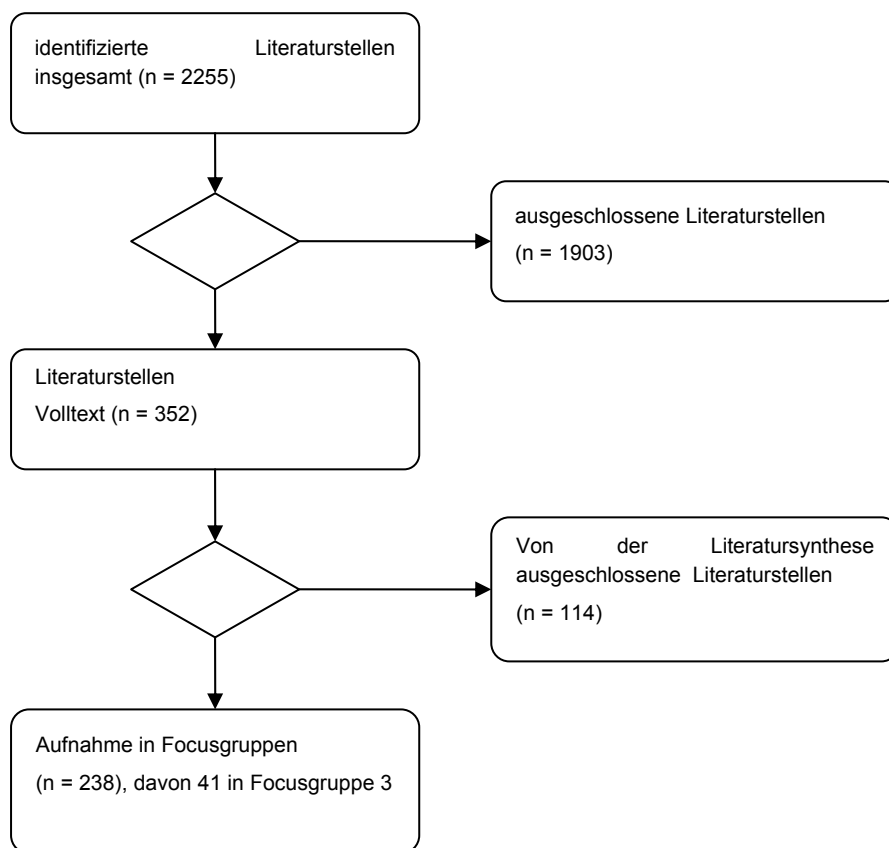 identifizierte Literaturstellen
insgesamt (n = 2255)
ausgeschlossene Literaturstellen
(n = 1903)
Literaturstellen
Volltext (n = 352)
Von der Literatursynthese
ausgeschlossene Literaturstellen
(n = 114)
Aufnahme in Focusgruppen
(n = 238), davon 41 in Focusgruppe 3